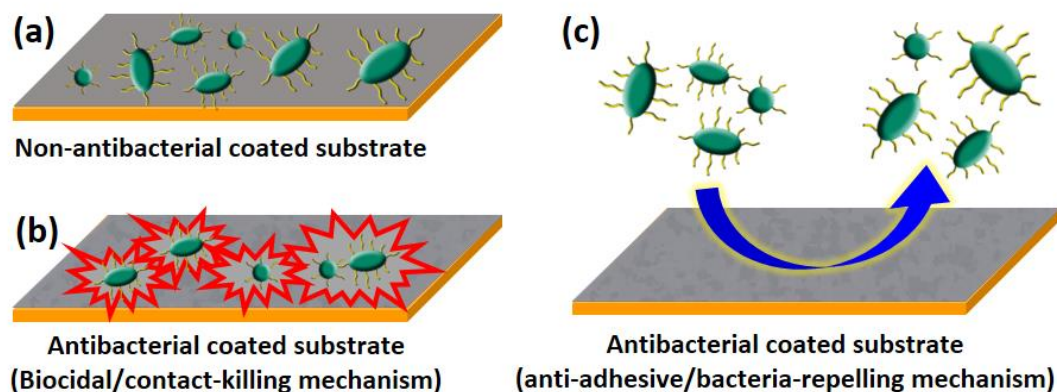 (a)
Non-antibacterial coated substrate
(b)
Antibacterial coated substrate
(Biocidal/contact-killing mechanism)
(c)
Antibacterial coated substrate
(anti-adhesive/bacteria-repelling mechanism)